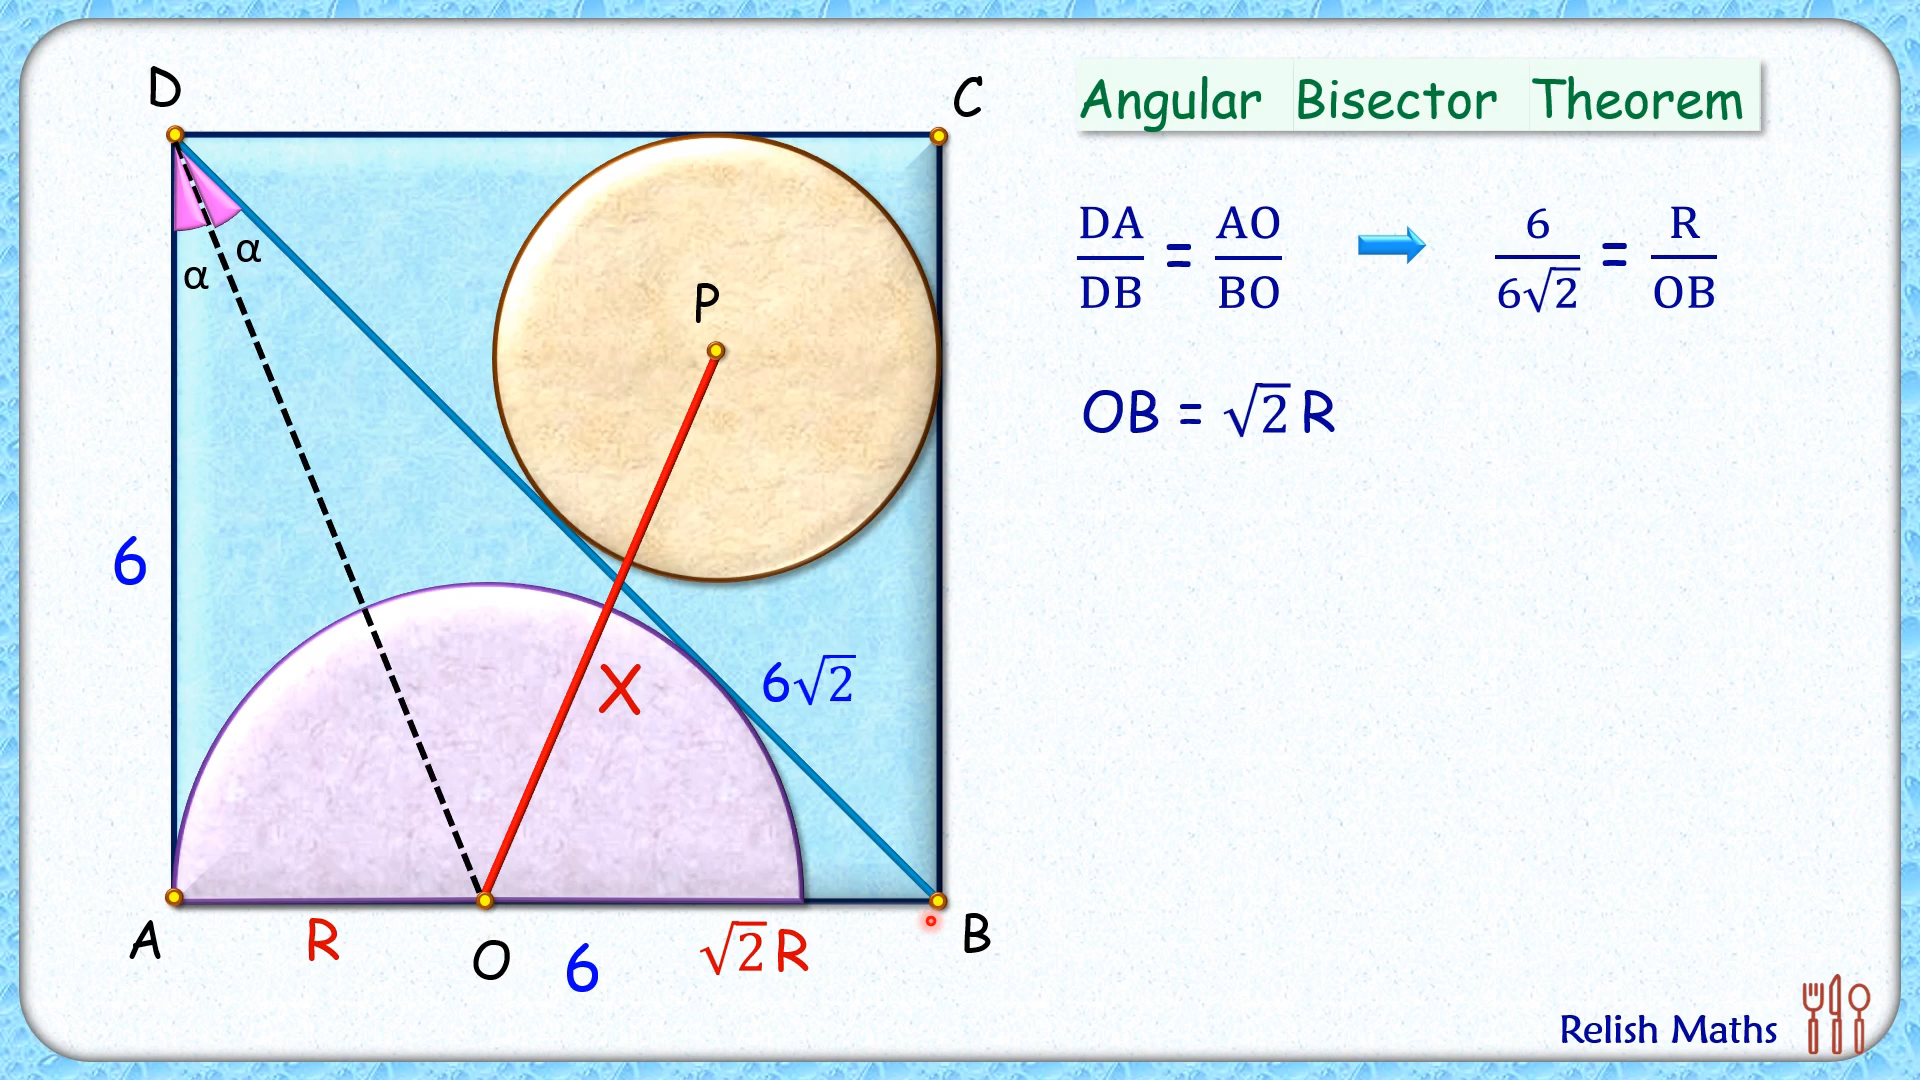 D
C
Angular Bisector Theorem
DA/DB = AO/BO ➡ 6/6√2 = R/OB
α
α
P
OB = √2 R
6
X
6√2
A
R
O
6
√2 R
B
Relish Maths